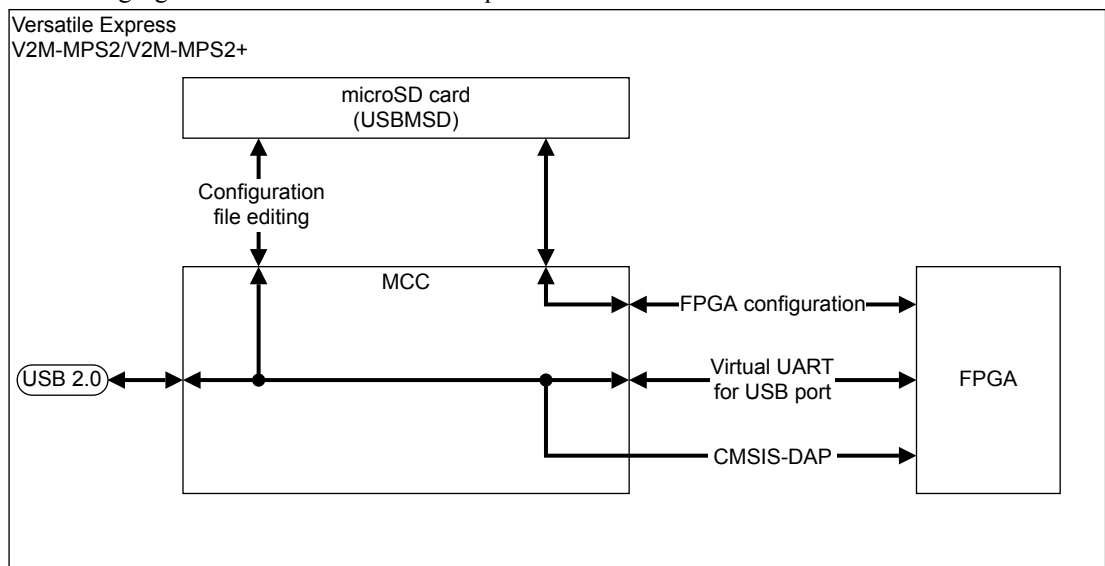 Versatile Express
V2M-MPS2/V2M-MPS2+
microSD card
(USBMSD)
Configuration
file editing
MCC
FPGA configuration
USB 2.0
Virtual UART
for USB port
FPGA
CMSIS-DAP